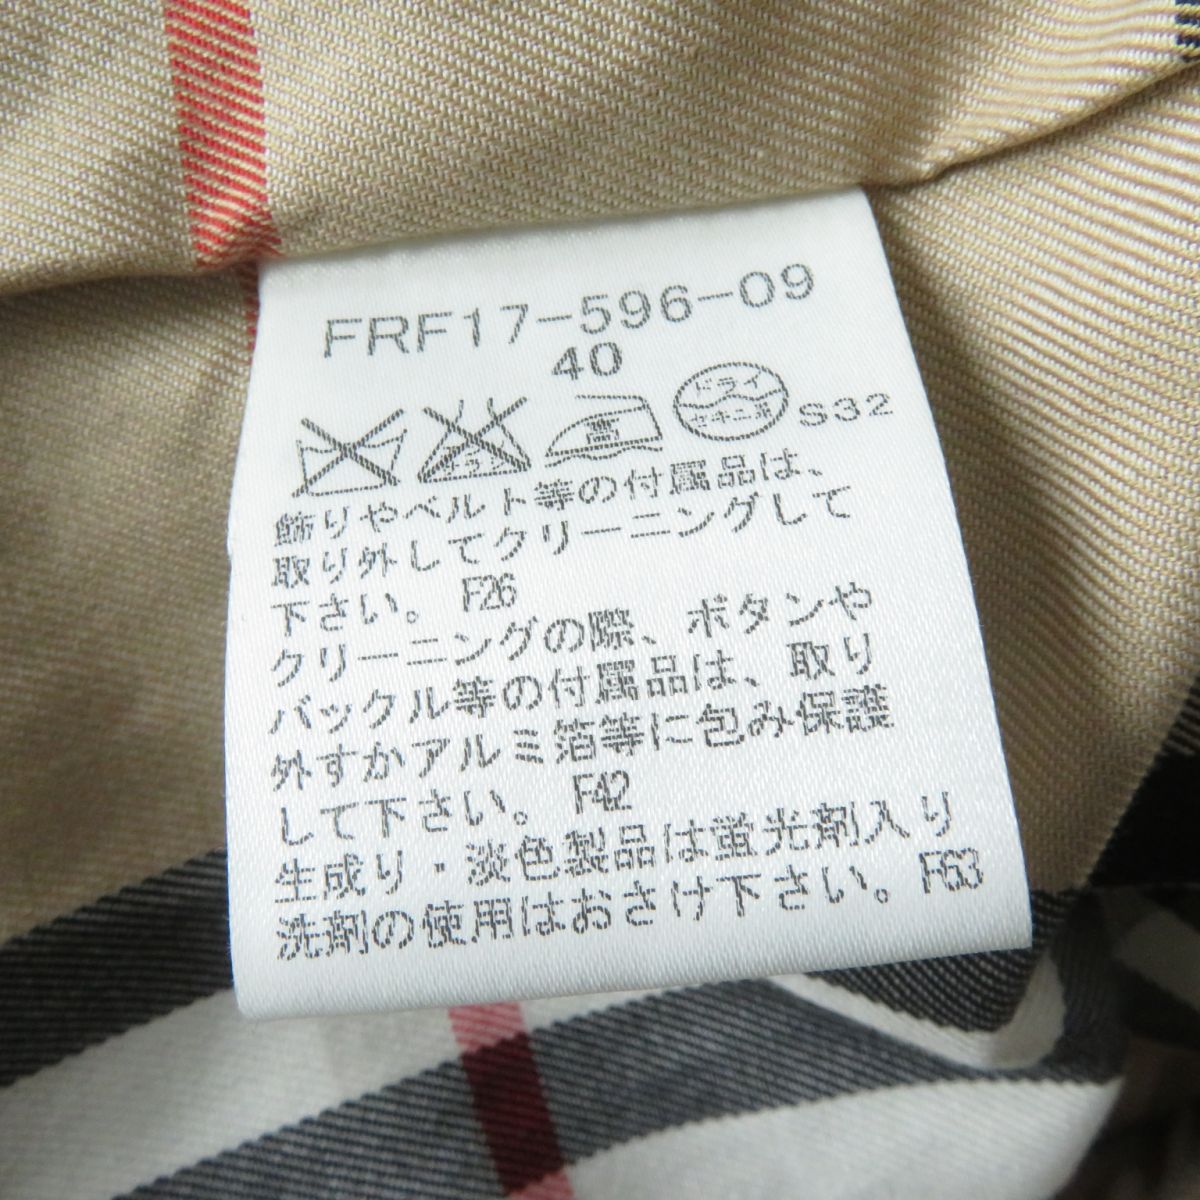 FRF17-596-09
40
エンソ
高
ドライ
セキユ系
S32
飾りやベルト等の付属品は、
取り外してクリーニングして
下さい。 F26
クリーニングの際、ボタンや
バックル等の付属品は、取り
外すかアルミ箔等に包み保護
して下さい。 F42
生成り・淡色製品は蛍光剤入り
洗剤の使用はおさけ下さい。F63